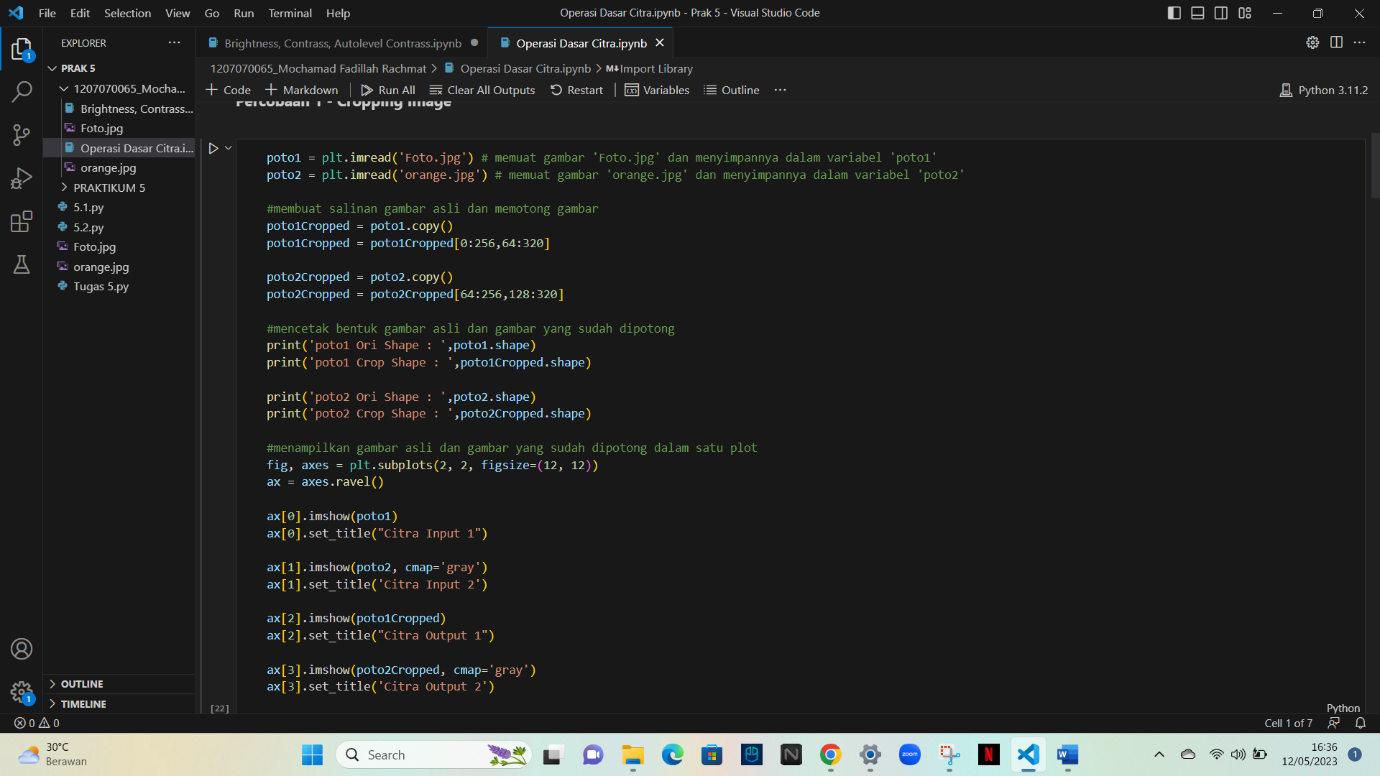 File Edit Selection View Go Run Terminal Help
Operasi Dasar Citra.ipynb - Prak 5 - Visual Studio Code
EXPLORER
Brightness, Contrass, Autolevel Contrass.ipynb
Operasi Dasar Citra.ipynb
PRAK 5
1207070065_Mocha...
Brightness, Contrass...
Foto.jpg
Operasi Dasar Citra.i...
orange.jpg
PRAKTIKUM 5
5.1.py
5.2.py
Foto.jpg
orange.jpg
Tugas 5.py
OUTLINE
TIMELINE
1207070065_Mochamad Fadillah Rachmat > Operasi Dasar Citra.ipynb > M↓Import Library
+ Code + Markdown Run All Clear All Outputs Restart Variables Outline ... Python 3.11.2
Percobaan 1 - Cropping Image
poto1 = plt.imread('Foto.jpg') # memuat gambar 'Foto.jpg' dan menyimpannya dalam variabel 'poto1'
poto2 = plt.imread('orange.jpg') # memuat gambar 'orange.jpg' dan menyimpannya dalam variabel 'poto2'
#membuat salinan gambar asli dan memotong gambar
poto1Cropped = poto1.copy()
poto1Cropped = poto1Cropped[0:256,64:320]
poto2Cropped = poto2.copy()
poto2Cropped = poto2Cropped[64:256,128:320]
#mencetak bentuk gambar asli dan gambar yang sudah dipotong
print('poto1 Ori Shape : ',poto1.shape)
print('poto1 Crop Shape : ',poto1Cropped.shape)
print('poto2 Ori Shape : ',poto2.shape)
print('poto2 Crop Shape : ',poto2Cropped.shape)
#menampilkan gambar asli dan gambar yang sudah dipotong dalam satu plot
fig, axes = plt.subplots(2, 2, figsize=(12, 12))
ax = axes.ravel()
ax[0].imshow(poto1)
ax[0].set_title("Citra Input 1")
ax[1].imshow(poto2, cmap='gray')
ax[1].set_title('Citra Input 2')
ax[2].imshow(poto1Cropped)
ax[2].set_title("Citra Output 1")
ax[3].imshow(poto2Cropped, cmap='gray')
ax[3].set_title('Citra Output 2')
[22]
Python
0 0
Cell 1 of 7
30°C
Berawan
Search
zoom
16:36
12/05/2023
1